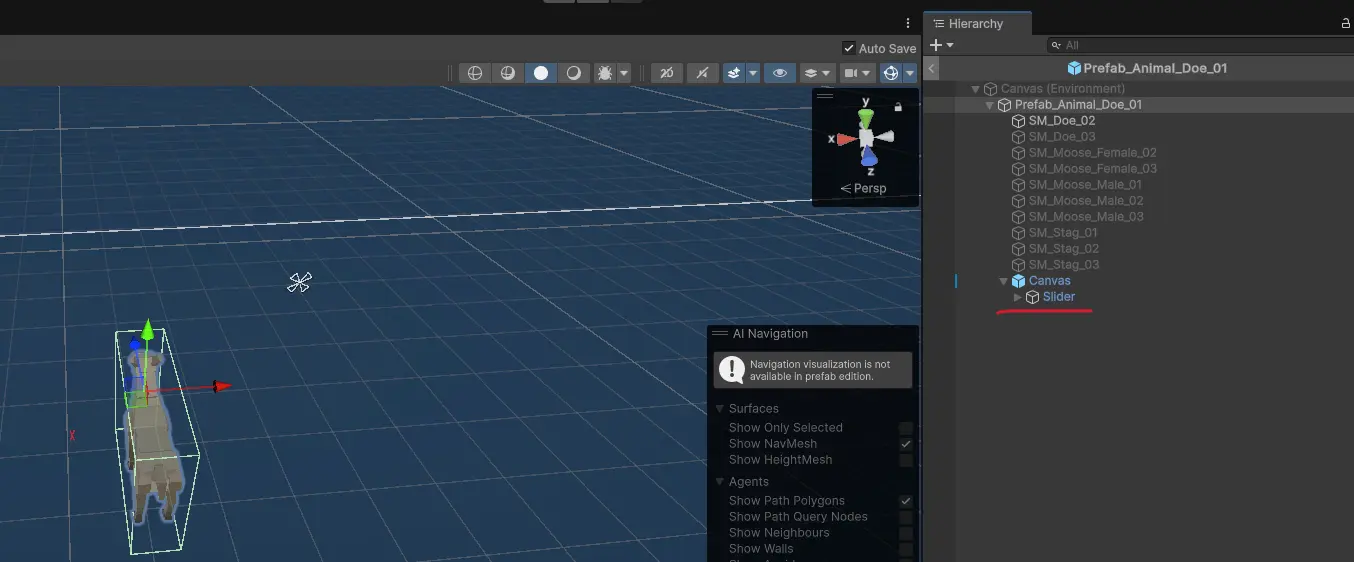 Hierarchy
Auto Save
All
2D
Prefab_Animal_Doe_01
Canvas (Environment)
Prefab_Animal_Doe_01
SM_Doe_02
SM_Doe_03
SM_Moose_Female_02
SM_Moose_Female_03
SM_Moose_Male_01
SM_Moose_Male_02
SM_Moose_Male_03
SM_Stag_01
SM_Stag_02
SM_Stag_03
Canvas
Slider
y
x
z
Persp
x
AI Navigation
Navigation visualization is not
available in prefab edition.
Surfaces
Show Only Selected
Show NavMesh
Show HeightMesh
Agents
Show Path Polygons
Show Path Query Nodes
Show Neighbours
Show Walls